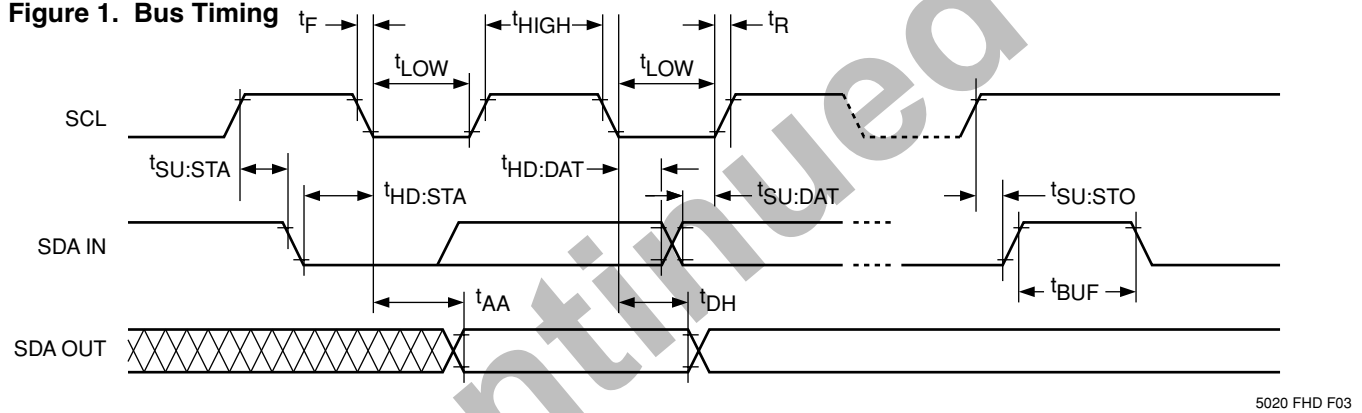 Figure 1. Bus Timing
tF
tHIGH
tR
tLOW
tLOW
SCL
tSU:STA
tHD:STA
tHD:DAT
tSU:DAT
tSU:STO
SDA IN
tBUF
tAA
tDH
SDA OUT
5020 FHD F03
ntinued